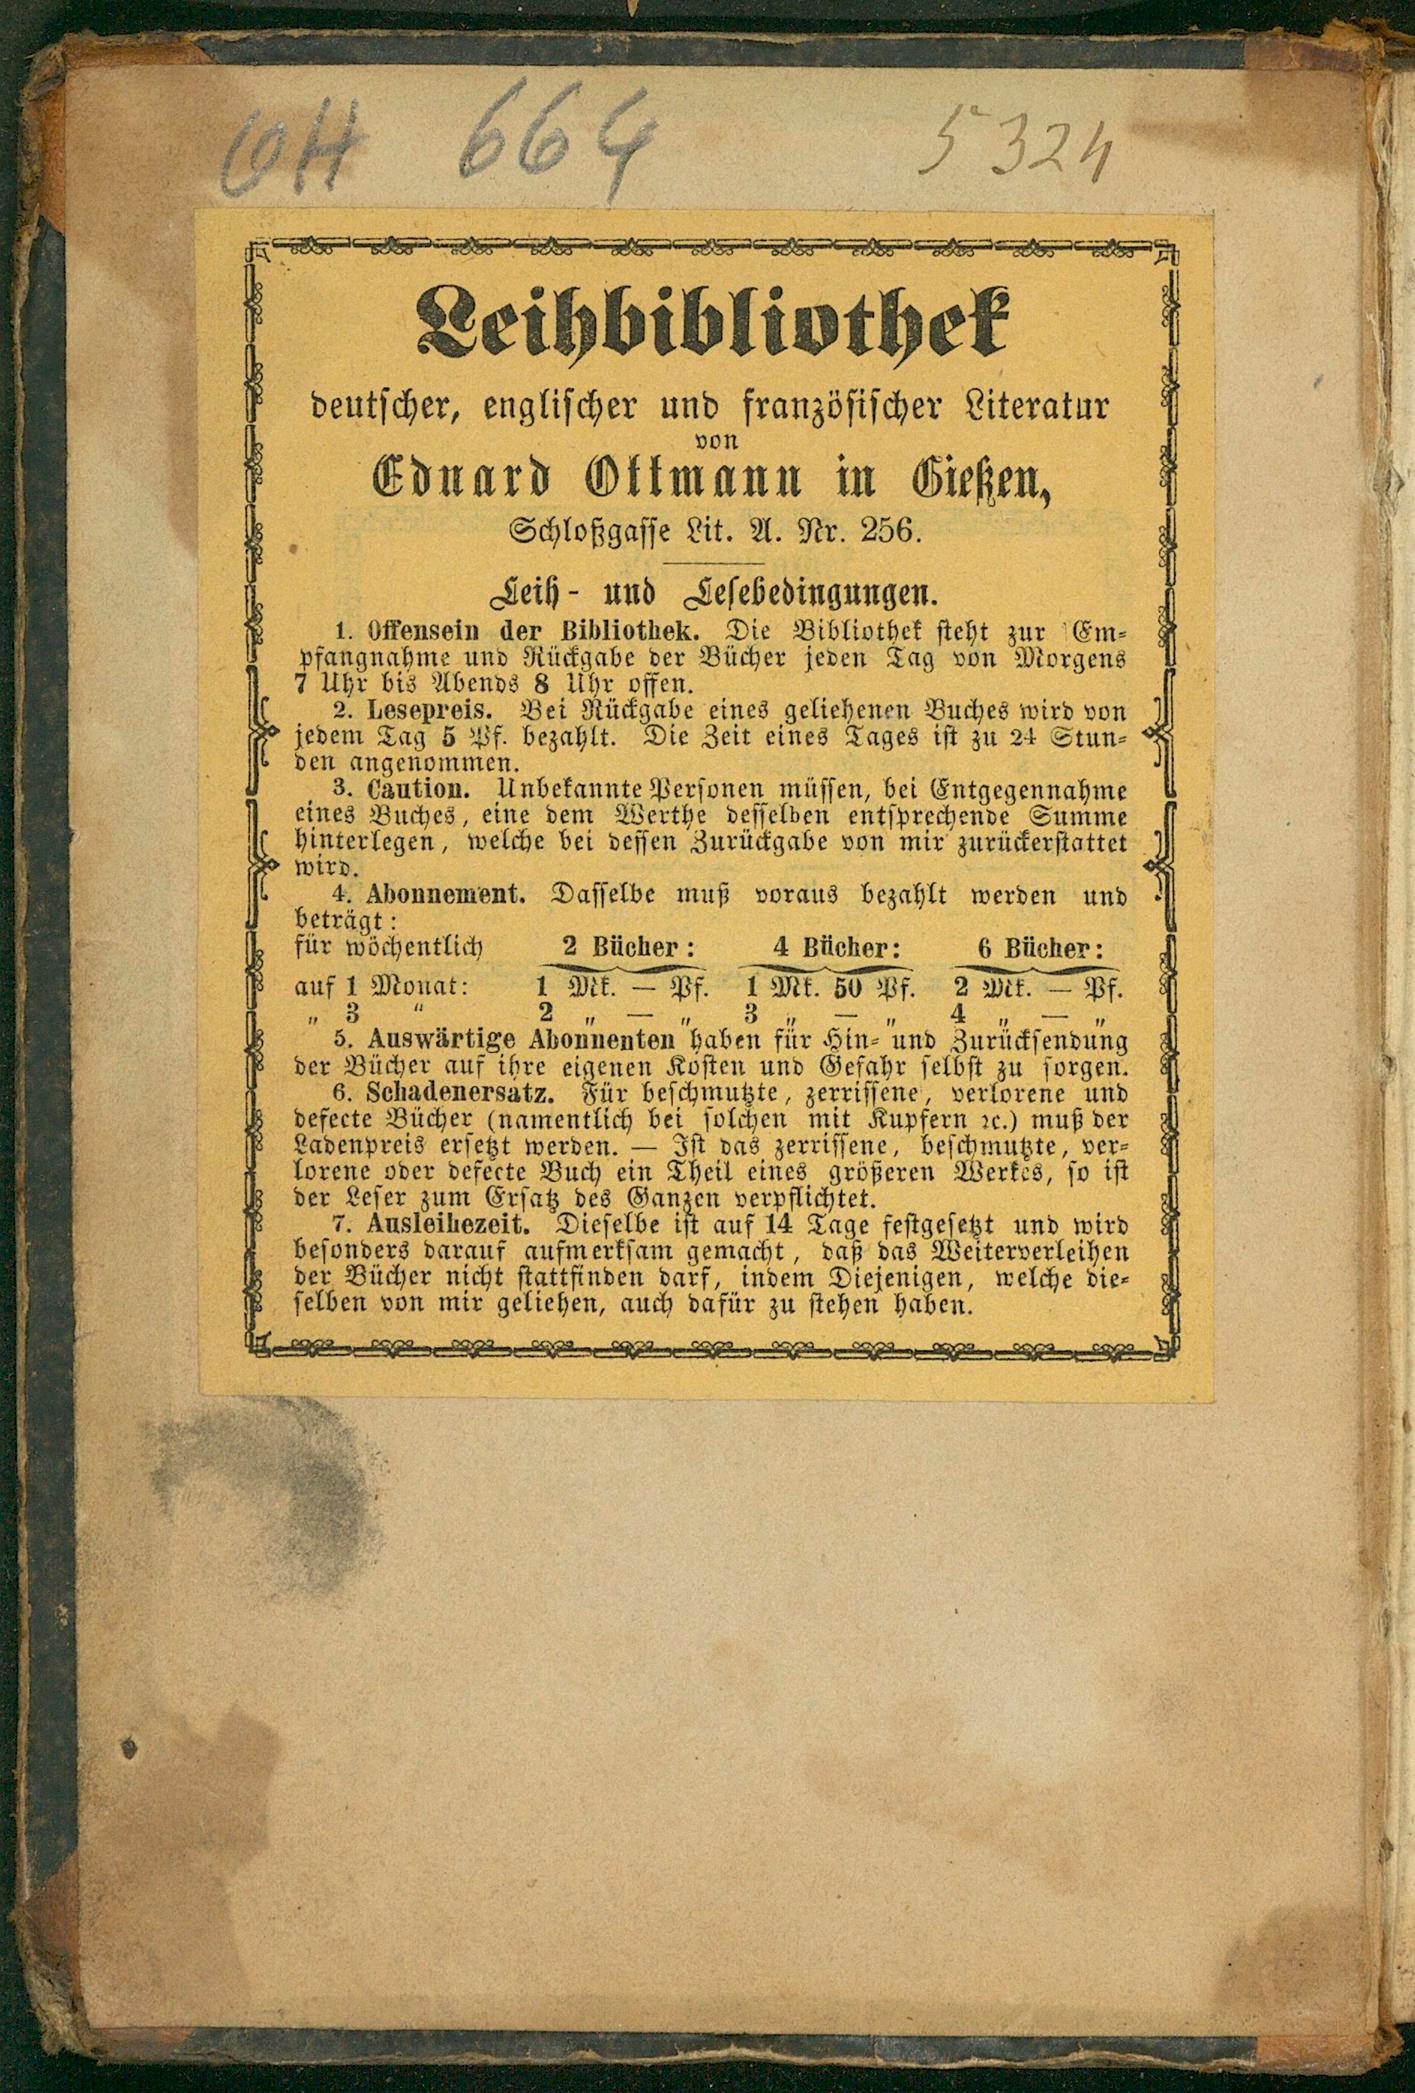 OH 664 5324
Leihbibliothek
deutscher, englischer und französischer Literatur
von
Eduard Ottmann in Gießen,
Schloßgasse Lit. A. Nr. 256.
Leih- und Lesebedingungen.
1. Offensein der Bibliothek. Die Bibliothek steht zur Em-
pfangnahme und Rückgabe der Bücher jeden Tag von Morgens
7 Uhr bis Abends 8 Uhr offen.
2. Lesepreis. Bei Rückgabe eines geliehenen Buches wird von
jedem Tag 5 Pf. bezahlt. Die Zeit eines Tages ist zu 24 Stun-
den angenommen.
3. Caution. Unbekannte Personen müssen, bei Entgegennahme
eines Buches, eine dem Werthe desselben entsprechende Summe
hinterlegen, welche bei dessen Zurückgabe von mir zurückerstattet
wird.
4. Abonnement. Dasselbe muß voraus bezahlt werden und
beträgt:
für wöchentlich 2 Bücher: 4 Bücher: 6 Bücher:
auf 1 Monat: 1 Mk. — Pf. 1 Mk. 50 Pf. 2 Mk. — Pf.
„ 3 " 2 „ — „ 3 „ — „ 4 „ — „
5. Auswärtige Abonnenten haben für Hin- und Zurücksendung
der Bücher auf ihre eigenen Kosten und Gefahr selbst zu sorgen.
6. Schadenersatz. Für beschmutzte, zerrissene, verlorene und
defecte Bücher (namentlich bei solchen mit Kupfern ꝛc.) muß der
Ladenpreis ersetzt werden. — Ist das zerrissene, beschmutzte, ver-
lorene oder defecte Buch ein Theil eines größeren Werkes, so ist
der Leser zum Ersatz des Ganzen verpflichtet.
7. Ausleihezeit. Dieselbe ist auf 14 Tage festgesetzt und wird
besonders darauf aufmerksam gemacht, daß das Weiterverleihen
der Bücher nicht stattfinden darf, indem Diejenigen, welche die-
selben von mir geliehen, auch dafür zu stehen haben.